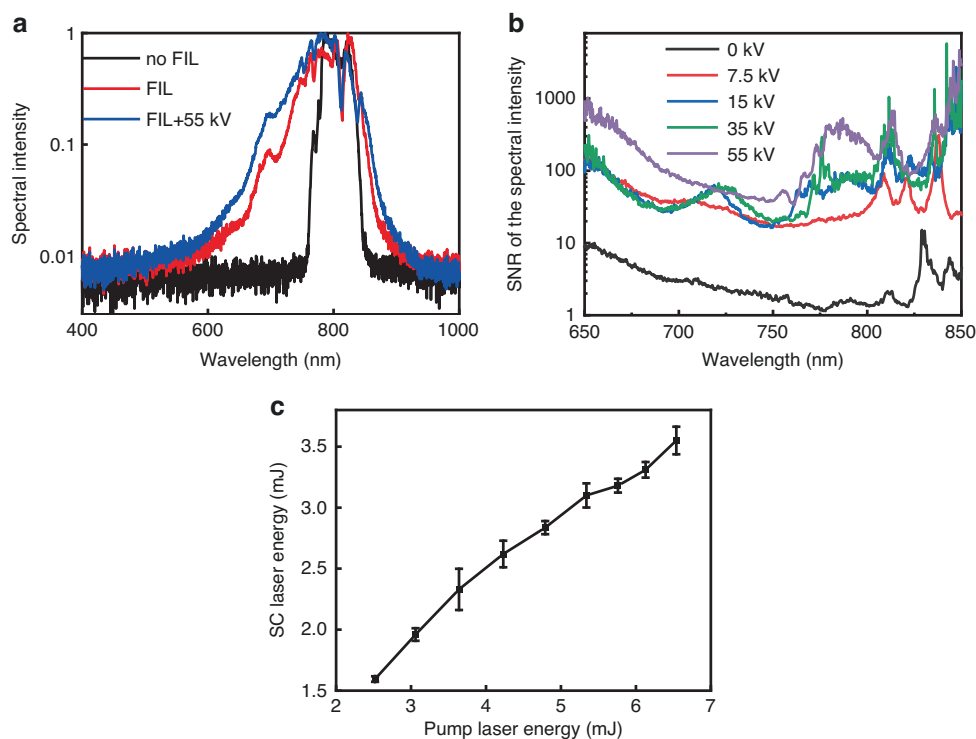 a
Spectral intensity
1
0.1
0.01
no FIL
FIL
FIL+55 kV
400
600
800
1000
Wavelength (nm)
b
SNR of the spectral intensity
1000
100
10
1
0 kV
7.5 kV
15 kV
35 kV
55 kV
650
700
750
800
850
Wavelength (nm)
c
SC laser energy (mJ)
3.5
3.0
2.5
2.0
1.5
2
3
4
5
6
7
Pump laser energy (mJ)